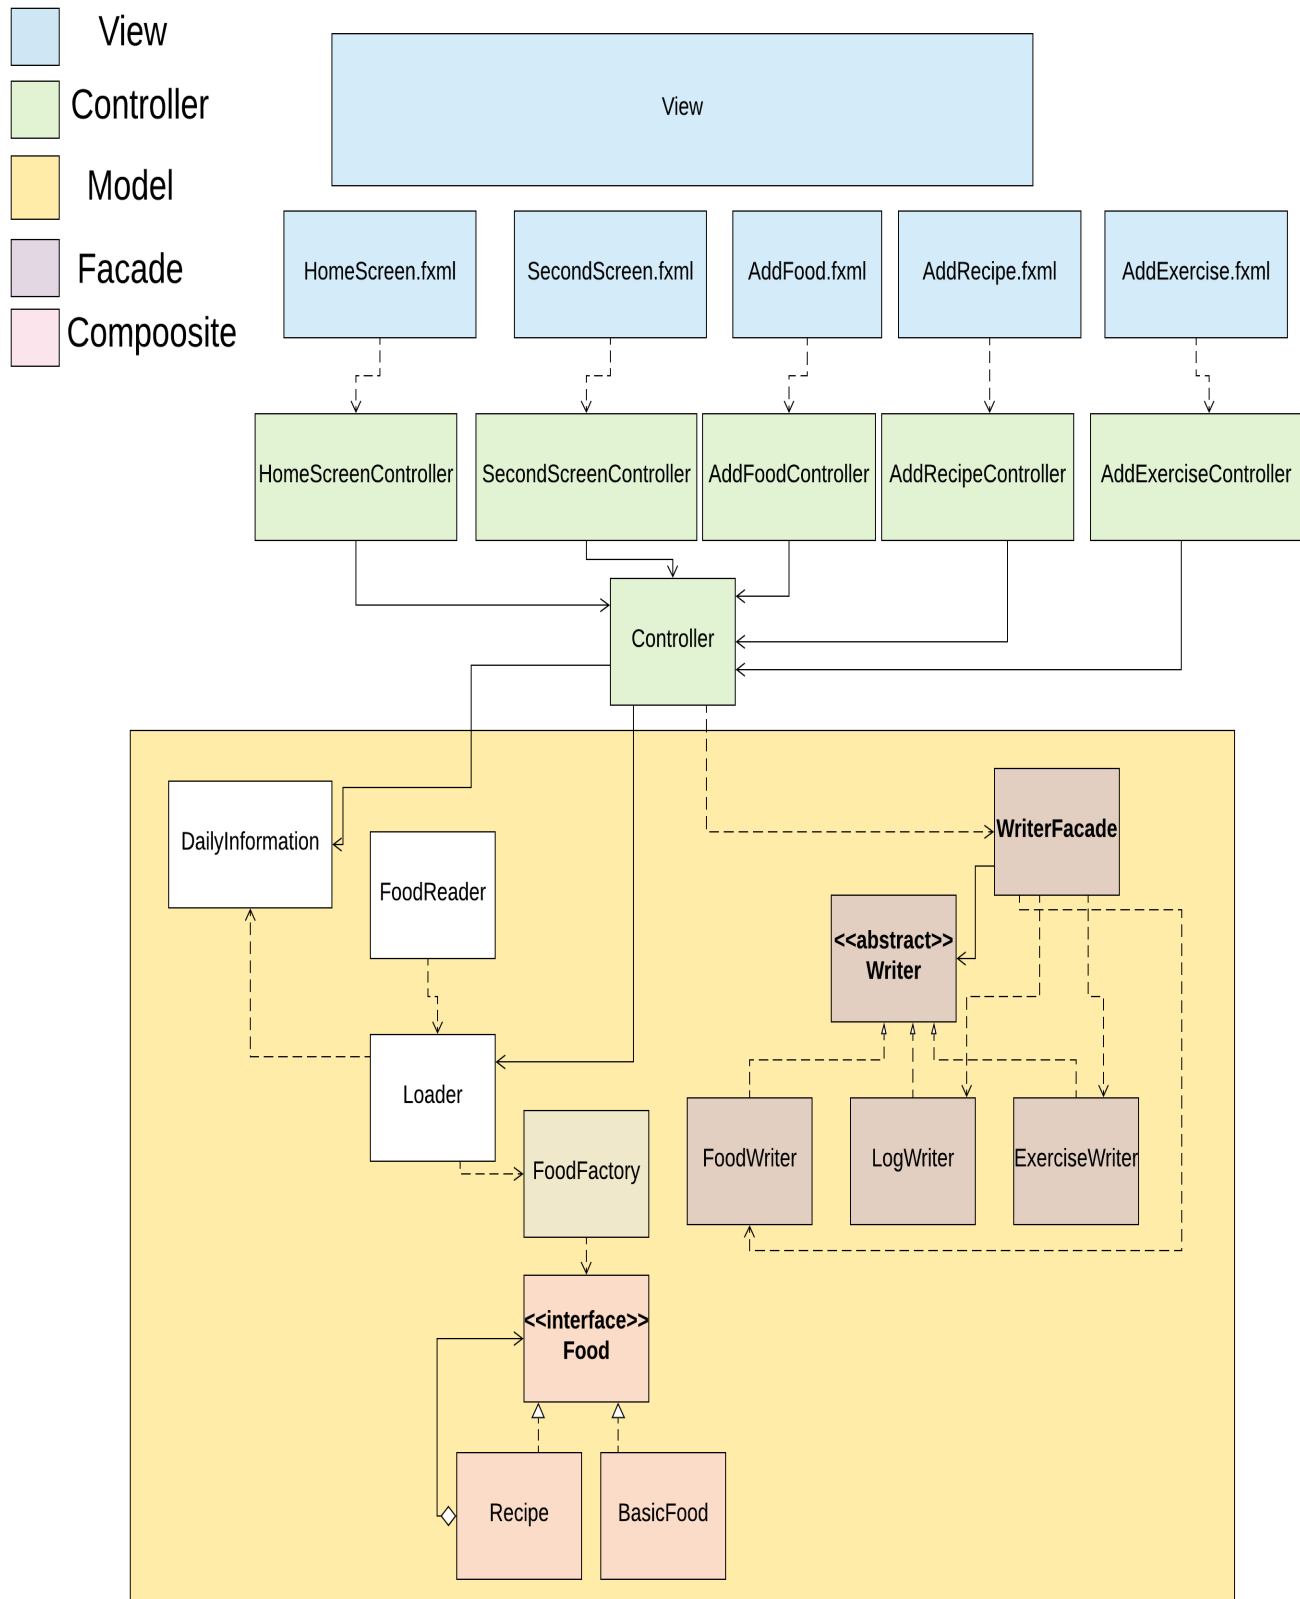 View
Controller
Model
Facade
Compoosite
View
HomeScreen.fxml
SecondScreen.fxml
AddFood.fxml
AddRecipe.fxml
AddExercise.fxml
HomeScreenController
SecondScreenController
AddFoodController
AddRecipeController
AddExerciseController
Controller
DailyInformation
FoodReader
WriterFacade
<<abstract>>
Writer
Loader
FoodFactory
FoodWriter
LogWriter
ExerciseWriter
<<interface>>
Food
Recipe
BasicFood